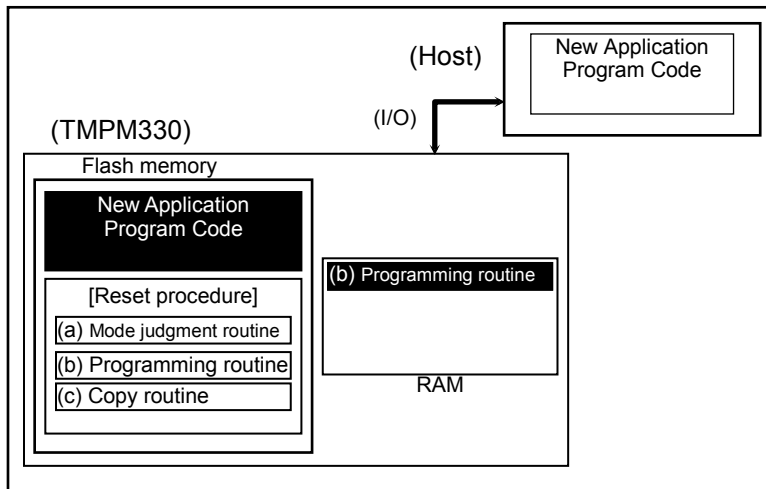 (Host)
New Application
Program Code
(I/O)
(TMPM330)
Flash memory
New Application
Program Code
[Reset procedure]
(a) Mode judgment routine
(b) Programming routine
(c) Copy routine
(b) Programming routine
RAM